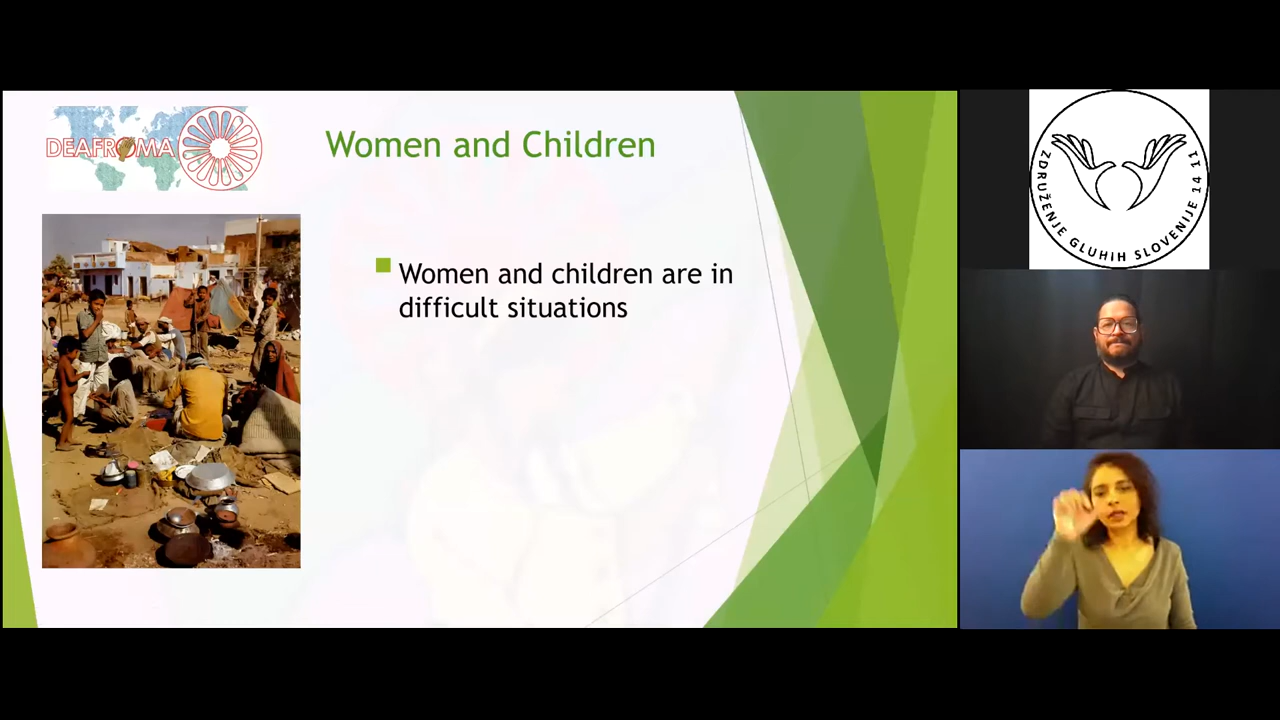 DEAFROMA
Women and Children
Women and children are in
difficult situations
ZDRUŽENJE GLUHIH SLOVENIJE 14 11